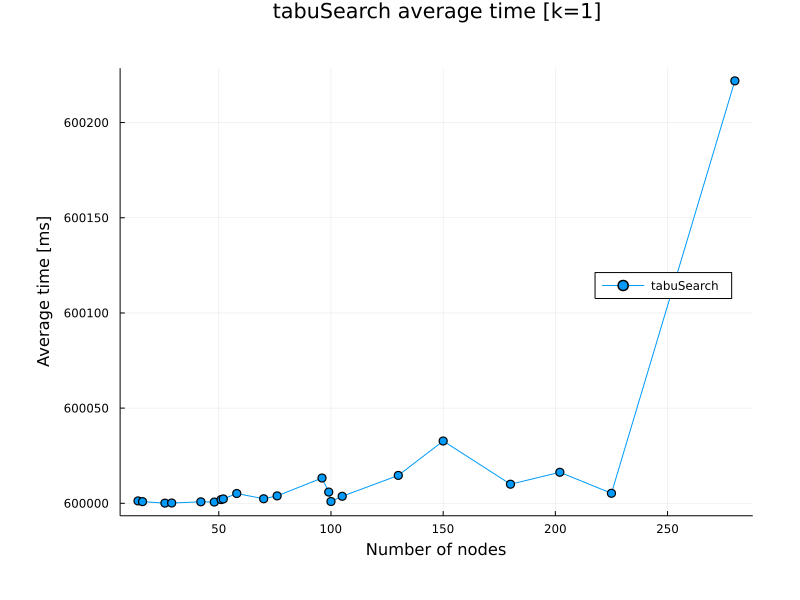 tabuSearch average time [k=1]
Average time [ms]
600200
600150
600100
600050
600000
tabuSearch
50 100 150 200 250
Number of nodes